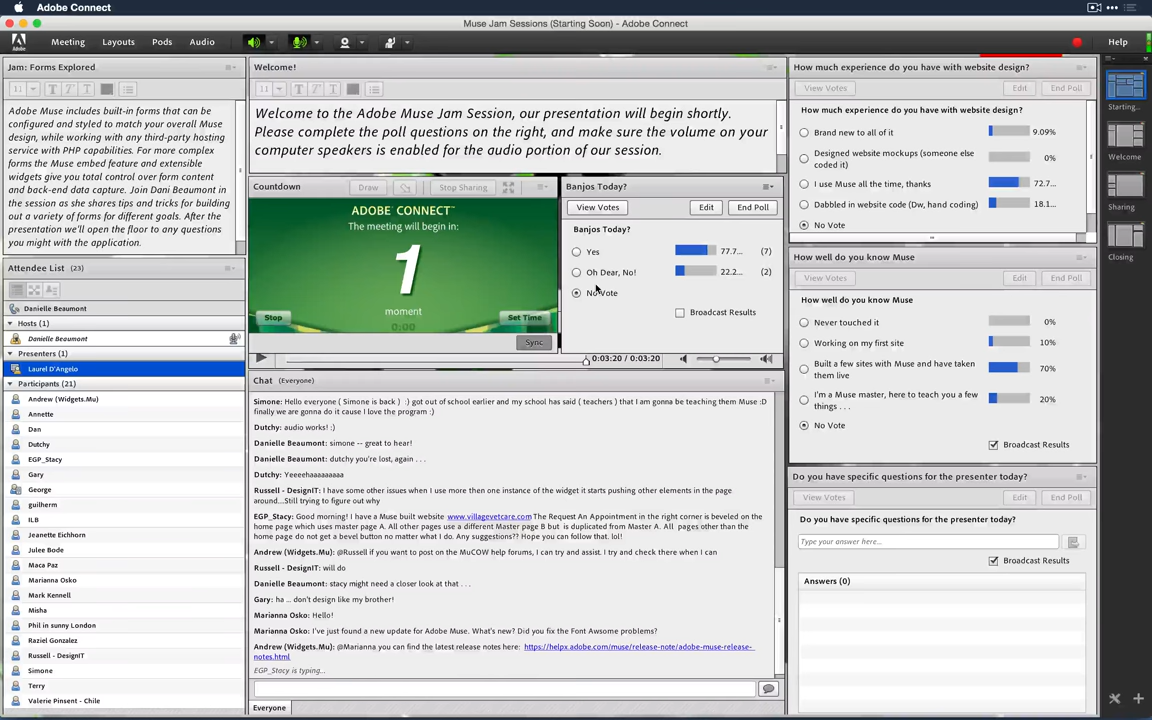 Adobe Connect
Muse Jam Sessions (Starting Soon) - Adobe Connect
Meeting
Layouts
Pods
Audio
Help
Jam: Forms Explored
11
Adobe Muse includes built-in forms that can be
configured and styled to match your overall Muse
design, while working with any third-party hosting
service with PHP capabilities. For more complex
forms the Muse embed feature and extensible
widgets give you total control over form content
and back-end data capture. Join Dani Beaumont in
the session as she shares tips and tricks for building
out a variety of forms for different goals. After the
presentation we'll open the floor to any questions
you might with the application.
Attendee List (23)
Danielle Beaumont
Hosts (1)
Danielle Beaumont
Presenters (1)
Laurel D'Angelo
Participants (21)
Andrew (Widgets.Mu)
Annette
Dan
Dutchy
EGP_Stacy
Gary
George
guilherm
ILB
Jeanette Eichhorn
Julee Bode
Maca Paz
Marianna Osko
Mark Kennell
Misha
Phil in sunny London
Raziel Gonzalez
Russell - DesignIT
Simone
Terry
Valerie Pinsent - Chile
Welcome!
11
Welcome to the Adobe Muse Jam Session, our presentation will begin shortly.
Please complete the poll questions on the right, and make sure the volume on your
computer speakers is enabled for the audio portion of our session.
Countdown
Draw
Stop Sharing
ADOBE® CONNECT™
The meeting will begin in:
1
moment
0:00
Stop
Set Time
Sync
0:03:20 / 0:03:20
Banjos Today?
View Votes
Edit
End Poll
Banjos Today?
Yes 77.7... (7)
Oh Dear, No! 22.2... (2)
No Vote
Broadcast Results
Chat (Everyone)
Simone: Hello everyone ( Simone is back ) :) got out of school earlier and my school has said ( teachers ) that I am gonna be teaching them Muse :D
finally we are gonna do it cause I love the program :)
Dutchy: audio works! :)
Danielle Beaumont: simone -- great to hear!
Danielle Beaumont: dutchy you're lost, again . . .
Dutchy: Yeeeehaaaaaaaaa
Russell - DesignIT: I have some other issues when I use more then one instance of the widget it starts pushing other elements in the page
around...Still trying to figure out why
EGP_Stacy: Good morning! I have a Muse built website www.villagevetcare.com The Request An Appointment in the right corner is beveled on the
home page which uses master page A. All other pages use a different Master page B but is duplicated from Master A. All pages other than the
home page do not get a bevel button no matter what I do. Any suggestions?? Hope you can follow that. lol!
Andrew (Widgets.Mu): @Russell if you want to post on the MuCOW help forums, I can try and assist. I try and check there when I can
Russell - DesignIT: will do
Danielle Beaumont: stacy might need a closer look at that . . .
Gary: ha ... don't design like my brother!
Marianna Osko: Hello!
Marianna Osko: I've just found a new update for Adobe Muse. What's new? Did you fix the Font Awsome problems?
Andrew (Widgets.Mu): @Marianna you can find the latest release notes here: https://helpx.adobe.com/muse/release-note/adobe-muse-release-
notes.html
EGP_Stacy is typing...
Everyone
How much experience do you have with website design?
View Votes
Edit
End Poll
How much experience do you have with website design?
Brand new to all of it 9.09%
Designed website mockups (someone else
coded it) 0%
I use Muse all the time, thanks 72.7...
Dabbled in website code (Dw, hand coding) 18.1...
No Vote
How well do you know Muse
View Votes
Edit
End Poll
How well do you know Muse
Never touched it 0%
Working on my first site 10%
Built a few sites with Muse and have taken
them live 70%
I'm a Muse master, here to teach you a few
things . . . 20%
No Vote
Broadcast Results
Do you have specific questions for the presenter today?
View Votes
Edit
End Poll
Do you have specific questions for the presenter today?
Type your answer here...
Broadcast Results
Answers (0)
Starting...
Welcome
Sharing
Closing